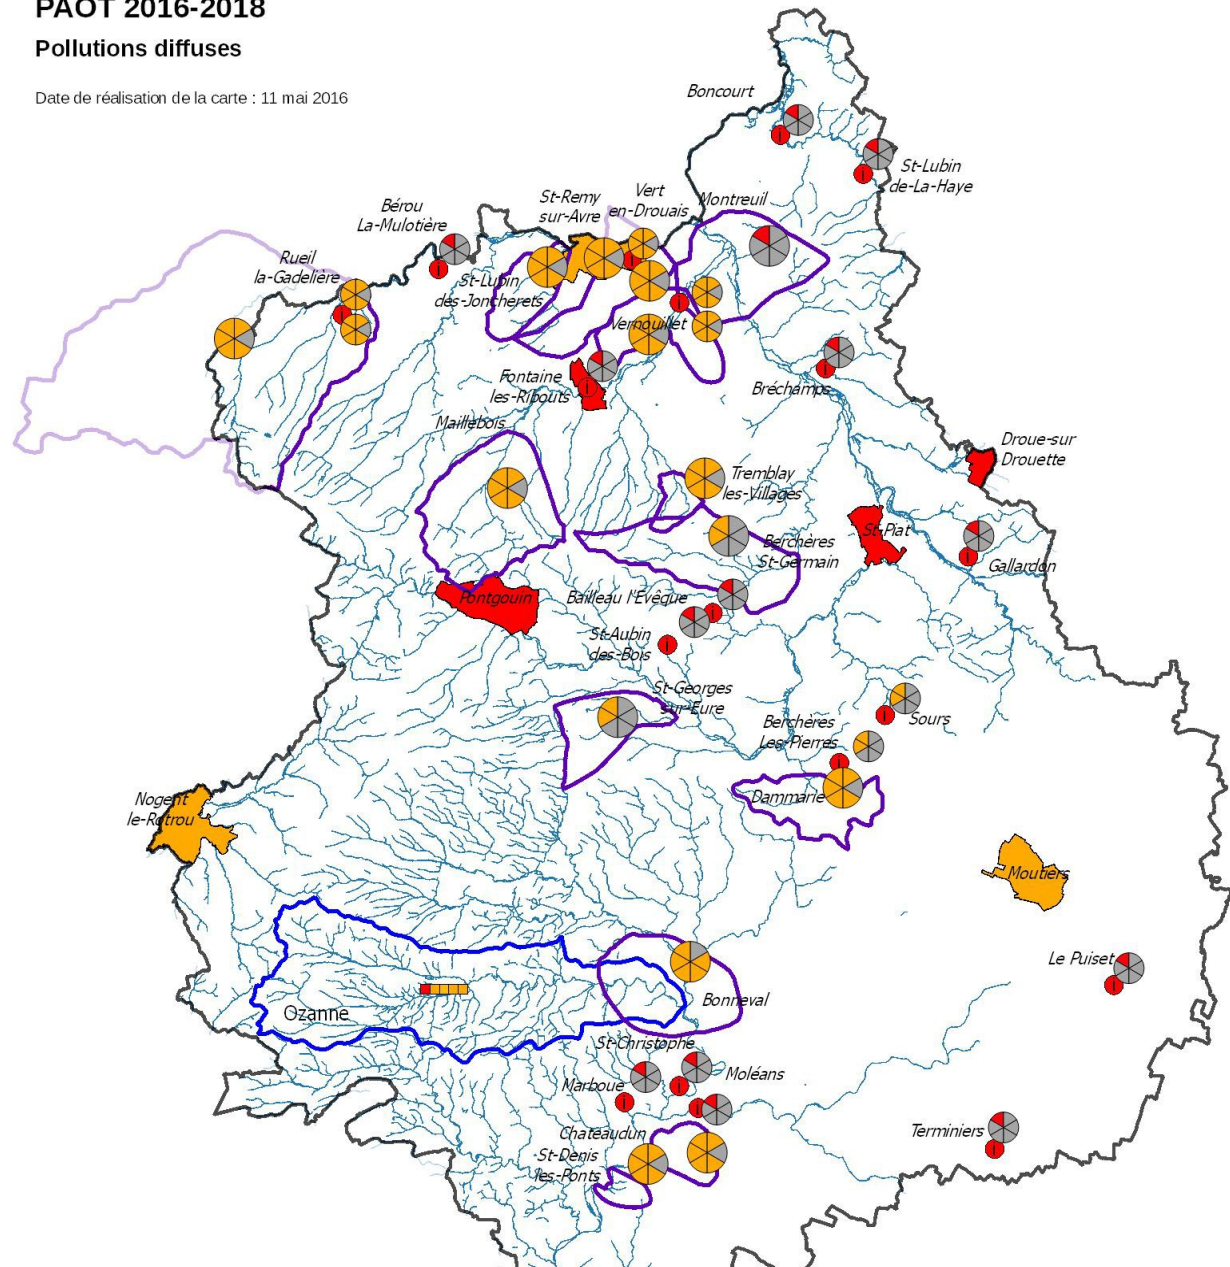 PAOT 2016-2018
Pollutions diffuses
Date de réalisation de la carte : 11 mai 2016
Boncourt
St-Lubin
de-La-Haye
Bérou
La-Mulotière
St-Remy
sur-Avre
Vert
en-Drouais
Montreuil
Rueil
la-Gadelière
St-Lubin
des-Joncherets
Vernouillet
Fontaine
les-Ribouts
Bréchamps
Maillebois
Droue-sur
Drouette
Tremblay
les-Villages
St-Piat
Berchères
St-Germain
Gallardon
Pontgouin
Bailleau l'Evêque
St-Aubin
des-Bois
St-Georges
sur-Eure
Berchères
Les-Pierres
Sours
Dammarie
Nogent
le-Rotrou
Moutiers
Le Puiset
Bonneval
Ozanne
St-Christophe
Marboue
Moléans
Chateaudun
St-Denis
les-Ponts
Terminiers